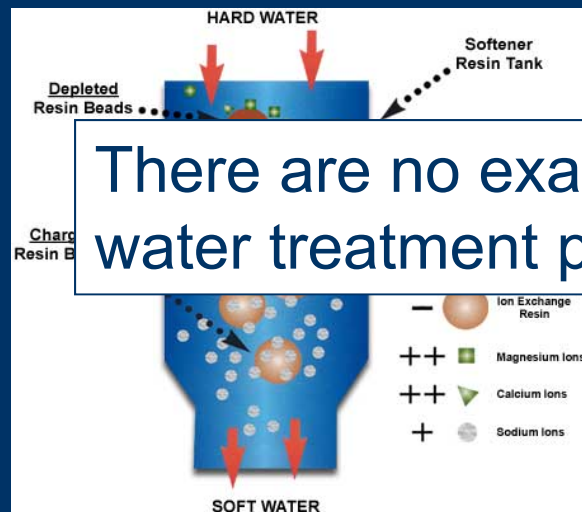 HARD WATER
Softener
Resin Tank
Depleted
Resin Beads
There are no
water treatment
Resin
Ion Exchange
Resin
++ Magnesium Ions
++ Calcium Ions
+ Sodium Ions
SOFT WATER